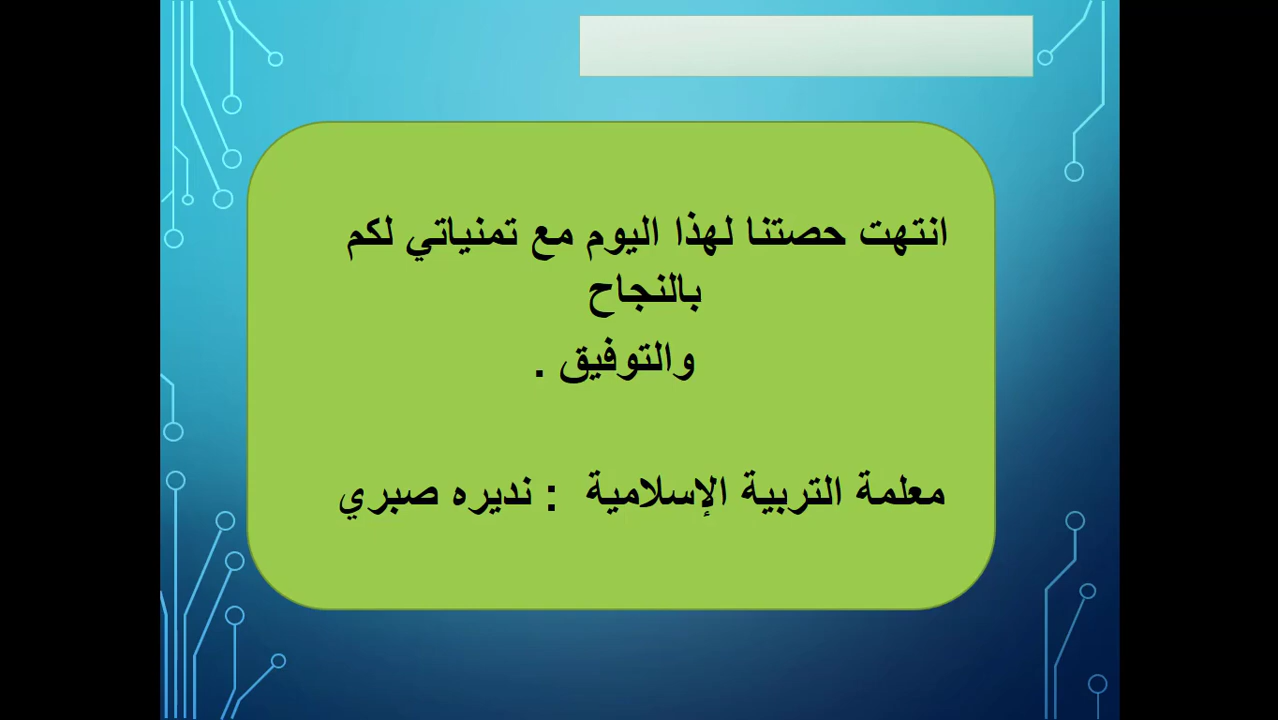 انتهت حصتنا لهذا اليوم مع تمنياتي لكم
بالنجاح
والتوفيق .
معلمة التربية الإسلامية : نديره صبري